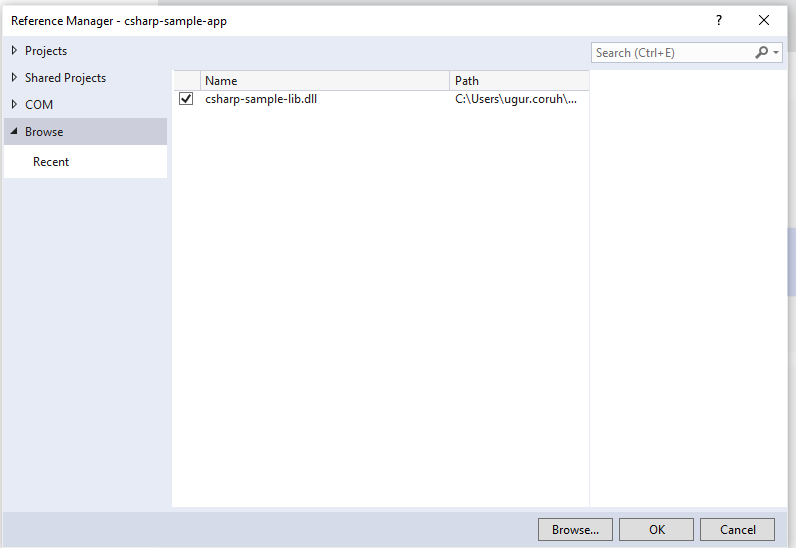 Reference Manager - csharp-sample-app
?
Projects
Shared Projects
COM
Browse
Recent
Search (Ctrl+E)
Name Path
csharp-sample-lib.dll C:\Users\ugur.coruh\...
Browse... OK Cancel